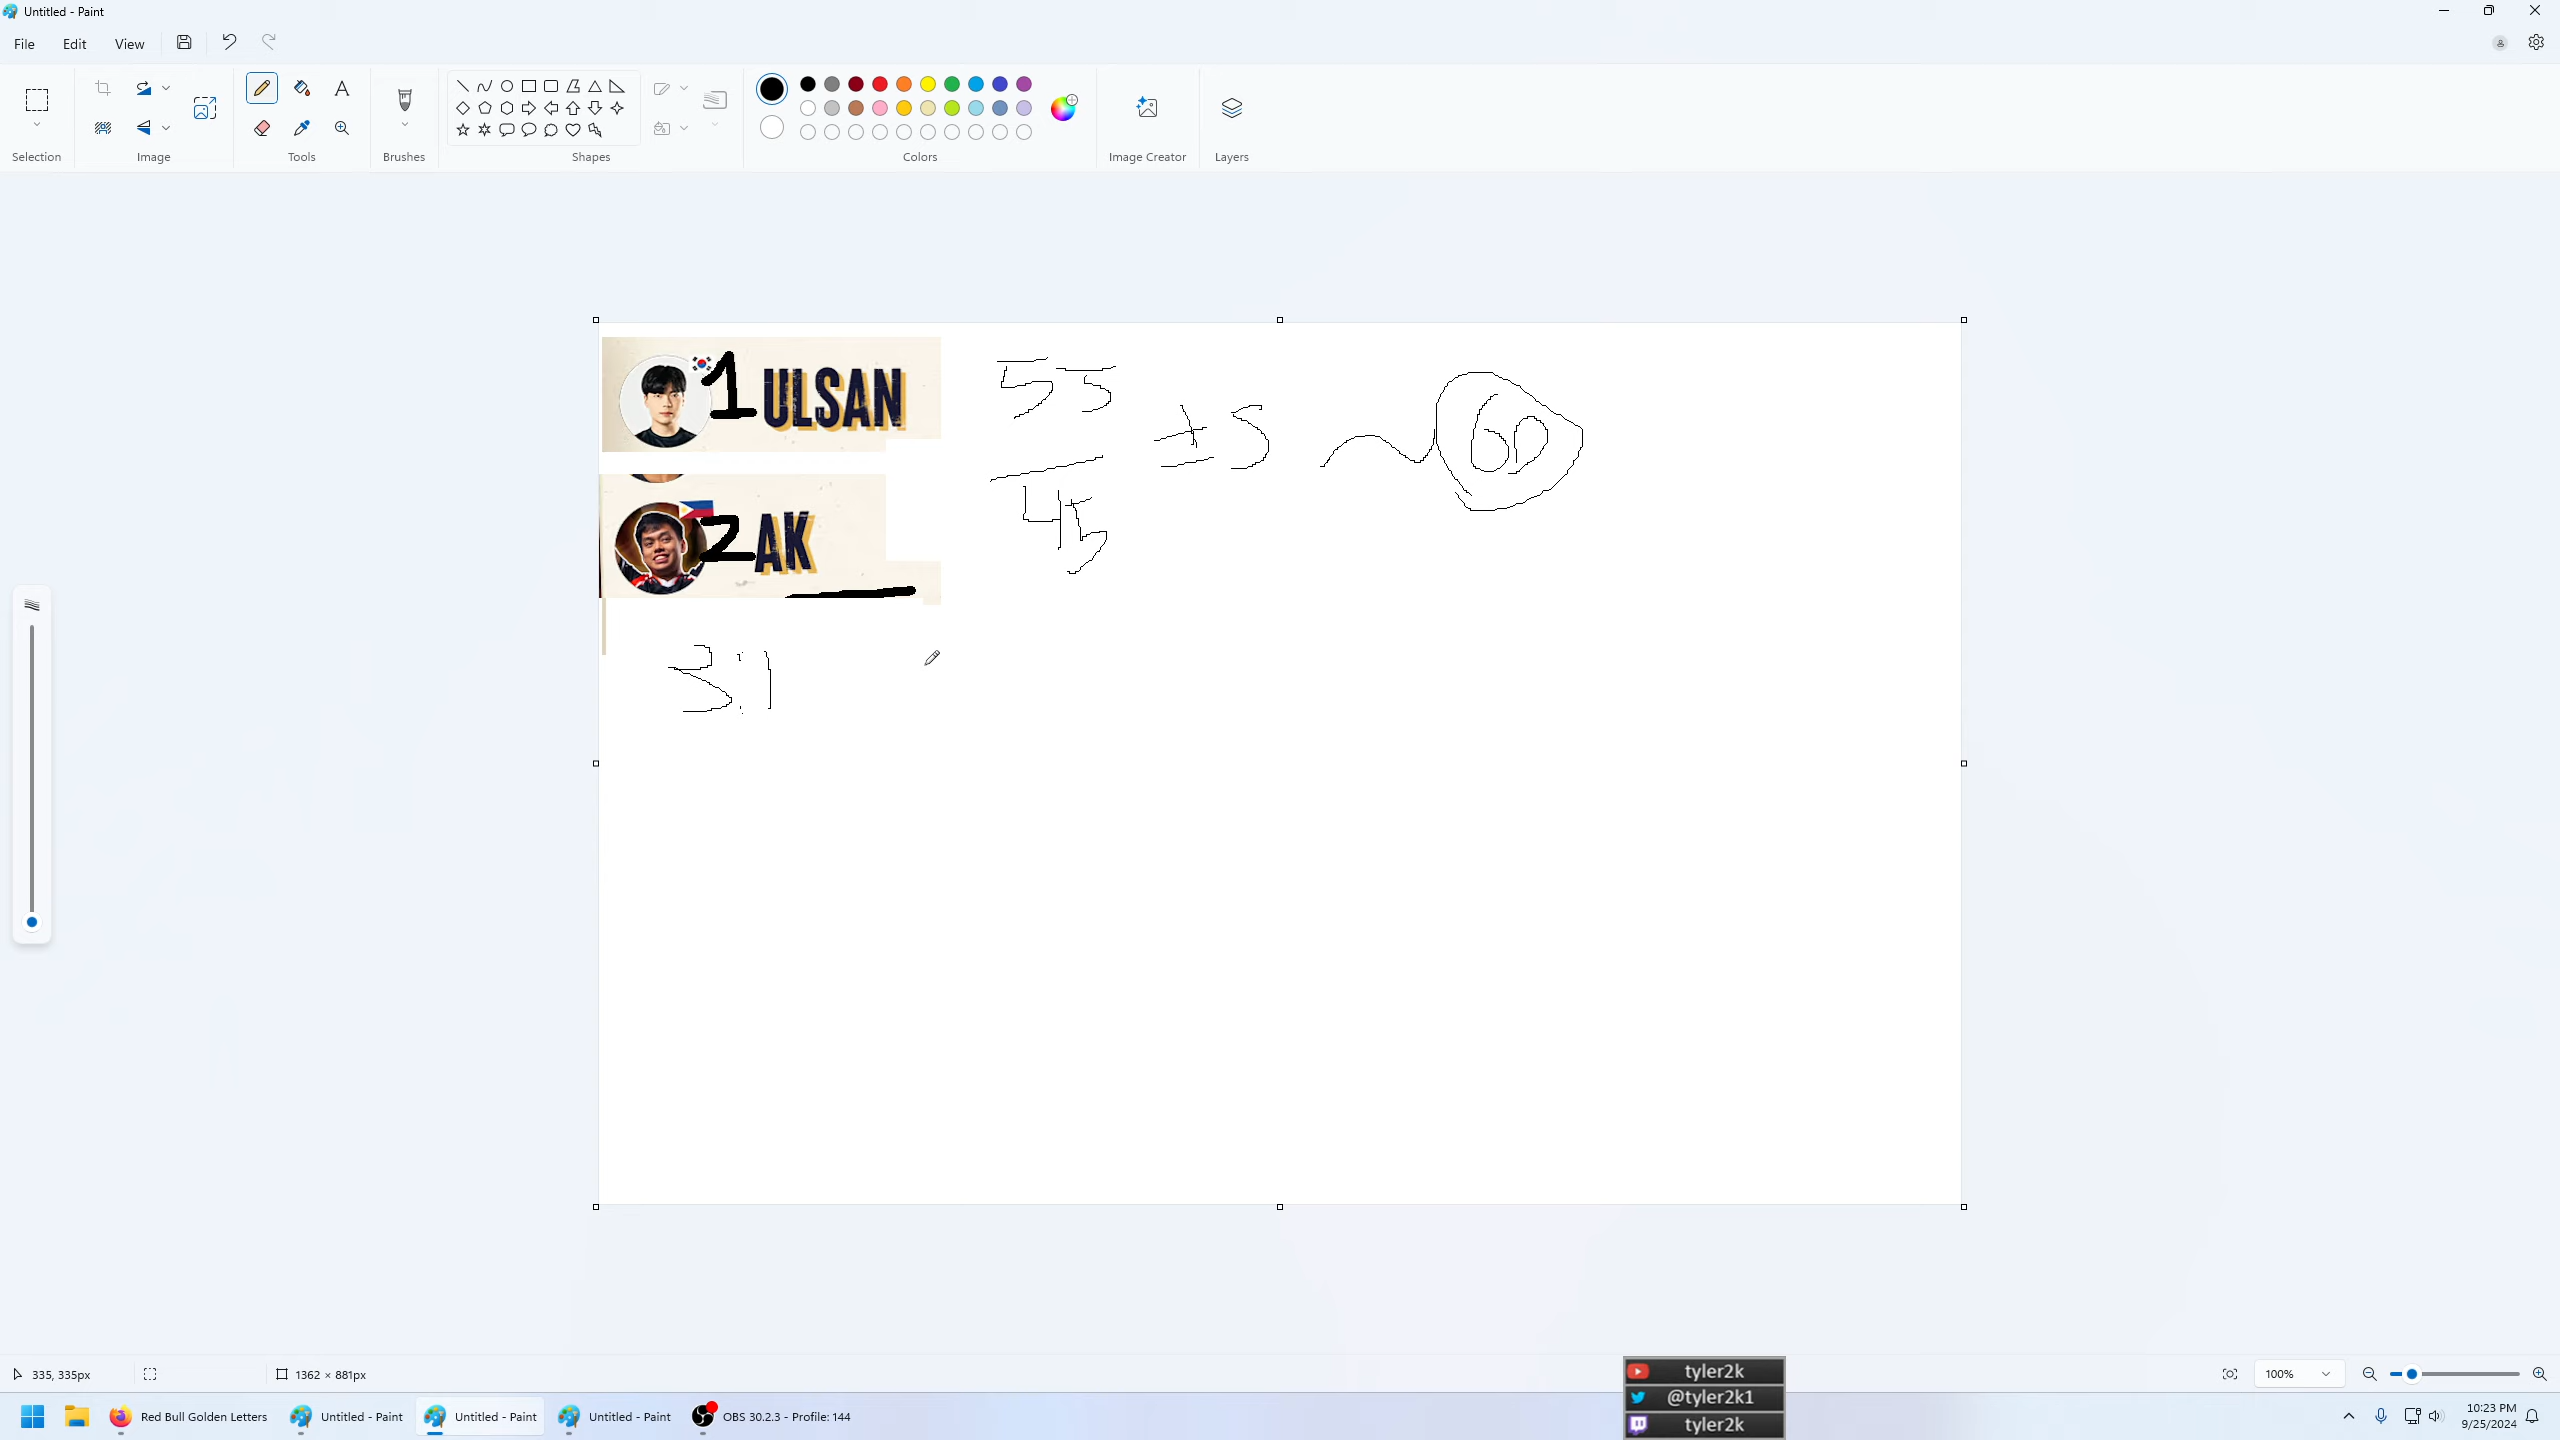 Untitled - Paint
File Edit View
Selection Image Tools Brushes Shapes Colors Image Creator Layers
1 ULSAN
55
45
± 5
60
2 AK
3:1
335, 335px
1362 × 881px
100%
tyler2k
@tyler2k1
tyler2k
Red Bull Golden Letters
Untitled - Paint
Untitled - Paint
Untitled - Paint
OBS 30.2.3 - Profile: 144
10:23 PM
9/25/2024